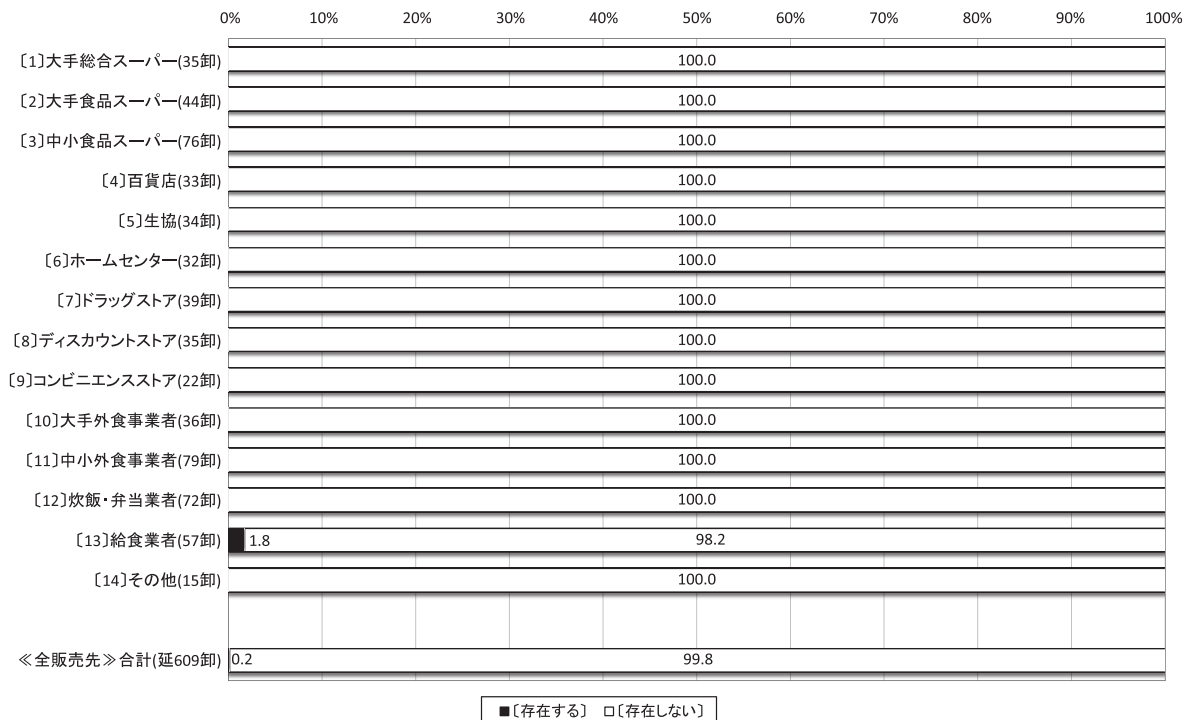 0% 10% 20% 30% 40% 50% 60% 70% 80% 90% 100%
〔1〕大手総合スーパー(35卸) 100.0
〔2〕大手食品スーパー(44卸) 100.0
〔3〕中小食品スーパー(76卸) 100.0
〔4〕百貨店(33卸) 100.0
〔5〕生協(34卸) 100.0
〔6〕ホームセンター(32卸) 100.0
〔7〕ドラッグストア(39卸) 100.0
〔8〕ディスカウントストア(35卸) 100.0
〔9〕コンビニエンスストア(22卸) 100.0
〔10〕大手外食事業者(36卸) 100.0
〔11〕中小外食事業者(79卸) 100.0
〔12〕炊飯・弁当業者(72卸) 100.0
〔13〕給食業者(57卸) 1.8 98.2
〔14〕その他(15卸) 100.0
≪全販売先≫合計(延609卸) 0.2 99.8
■〔存在する〕 □〔存在しない〕